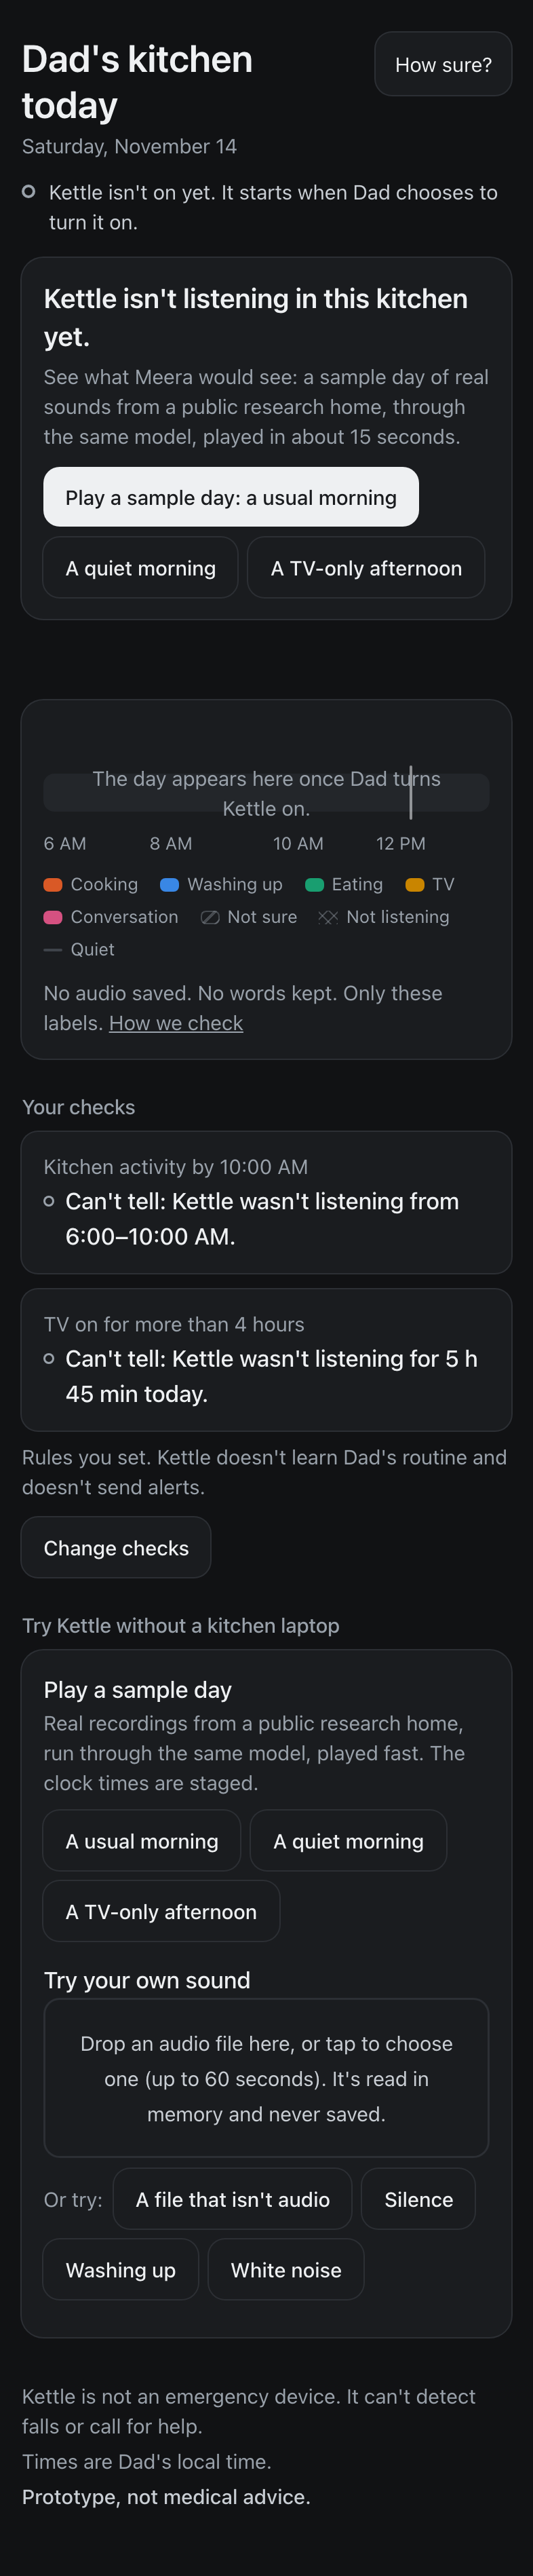 Dad's kitchen
today
How sure?
Saturday, November 14
Kettle isn't on yet. It starts when Dad chooses to
turn it on.
Kettle isn't listening in this kitchen
yet.
See what Meera would see: a sample day of real
sounds from a public research home, through
the same model, played in about 15 seconds.
Play a sample day: a usual morning
A quiet morning
A TV-only afternoon
The day appears here once Dad turns
Kettle on.
6 AM
8 AM
10 AM
12 PM
Cooking
Washing up
Eating
TV
Conversation
Not sure
Not listening
Quiet
No audio saved. No words kept. Only these
labels. How we check
Your checks
Kitchen activity by 10:00 AM
Can't tell: Kettle wasn't listening from
6:00–10:00 AM.
TV on for more than 4 hours
Can't tell: Kettle wasn't listening for 5 h
45 min today.
Rules you set. Kettle doesn't learn Dad's routine and
doesn't send alerts.
Change checks
Try Kettle without a kitchen laptop
Play a sample day
Real recordings from a public research home,
run through the same model, played fast. The
clock times are staged.
A usual morning
A quiet morning
A TV-only afternoon
Try your own sound
Drop an audio file here, or tap to choose
one (up to 60 seconds). It's read in
memory and never saved.
Or try:
A file that isn't audio
Silence
Washing up
White noise
Kettle is not an emergency device. It can't detect
falls or call for help.
Times are Dad's local time.
Prototype, not medical advice.